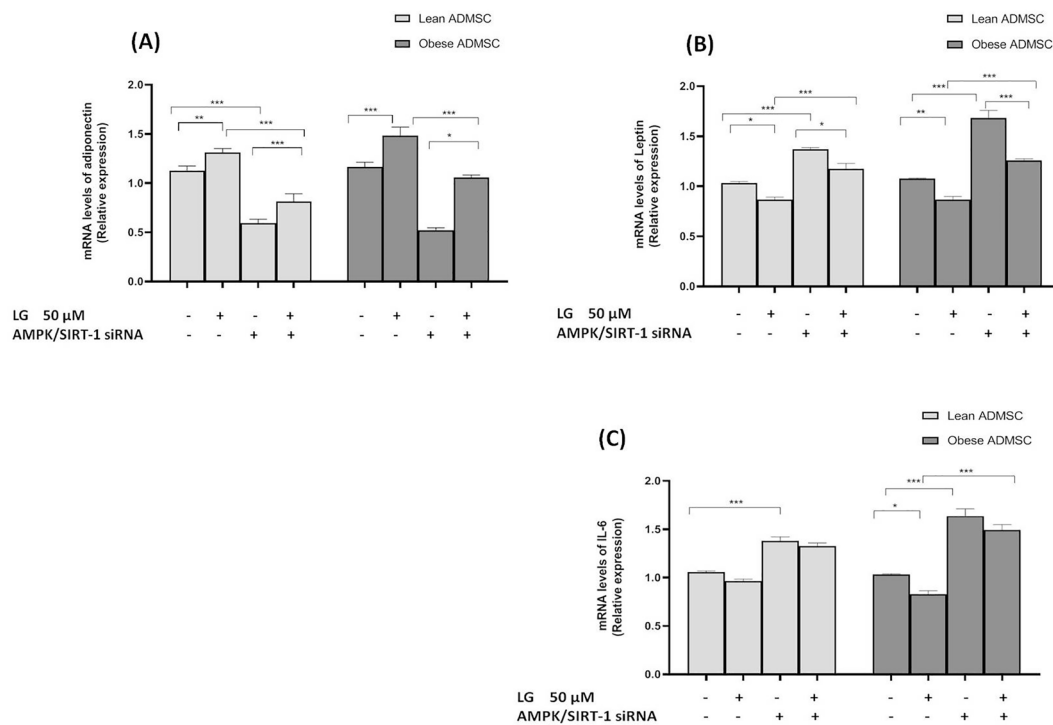 (A)
Lean ADMSC
Obese ADMSC
mRNA levels of adiponectin
(Relative expression)
2.0
1.5
1.0
0.5
0.0
***
**
***
***
***
***
*
LG 50 µM - + - + - + - +
AMPK/SIRT-1 siRNA - - + + - - + +
(B)
Lean ADMSC
Obese ADMSC
mRNA levels of Leptin
(Relative expression)
2.0
1.5
1.0
0.5
0.0
***
***
*
*
***
***
***
**
LG 50 µM - + - + - + - +
AMPK/SIRT-1 siRNA - - + + - - + +
(C)
Lean ADMSC
Obese ADMSC
mRNA levels of IL-6
(Relative expression)
2.0
1.5
1.0
0.5
0.0
***
***
***
*
LG 50 µM - + - + - + - +
AMPK/SIRT-1 siRNA - - + + - - + +